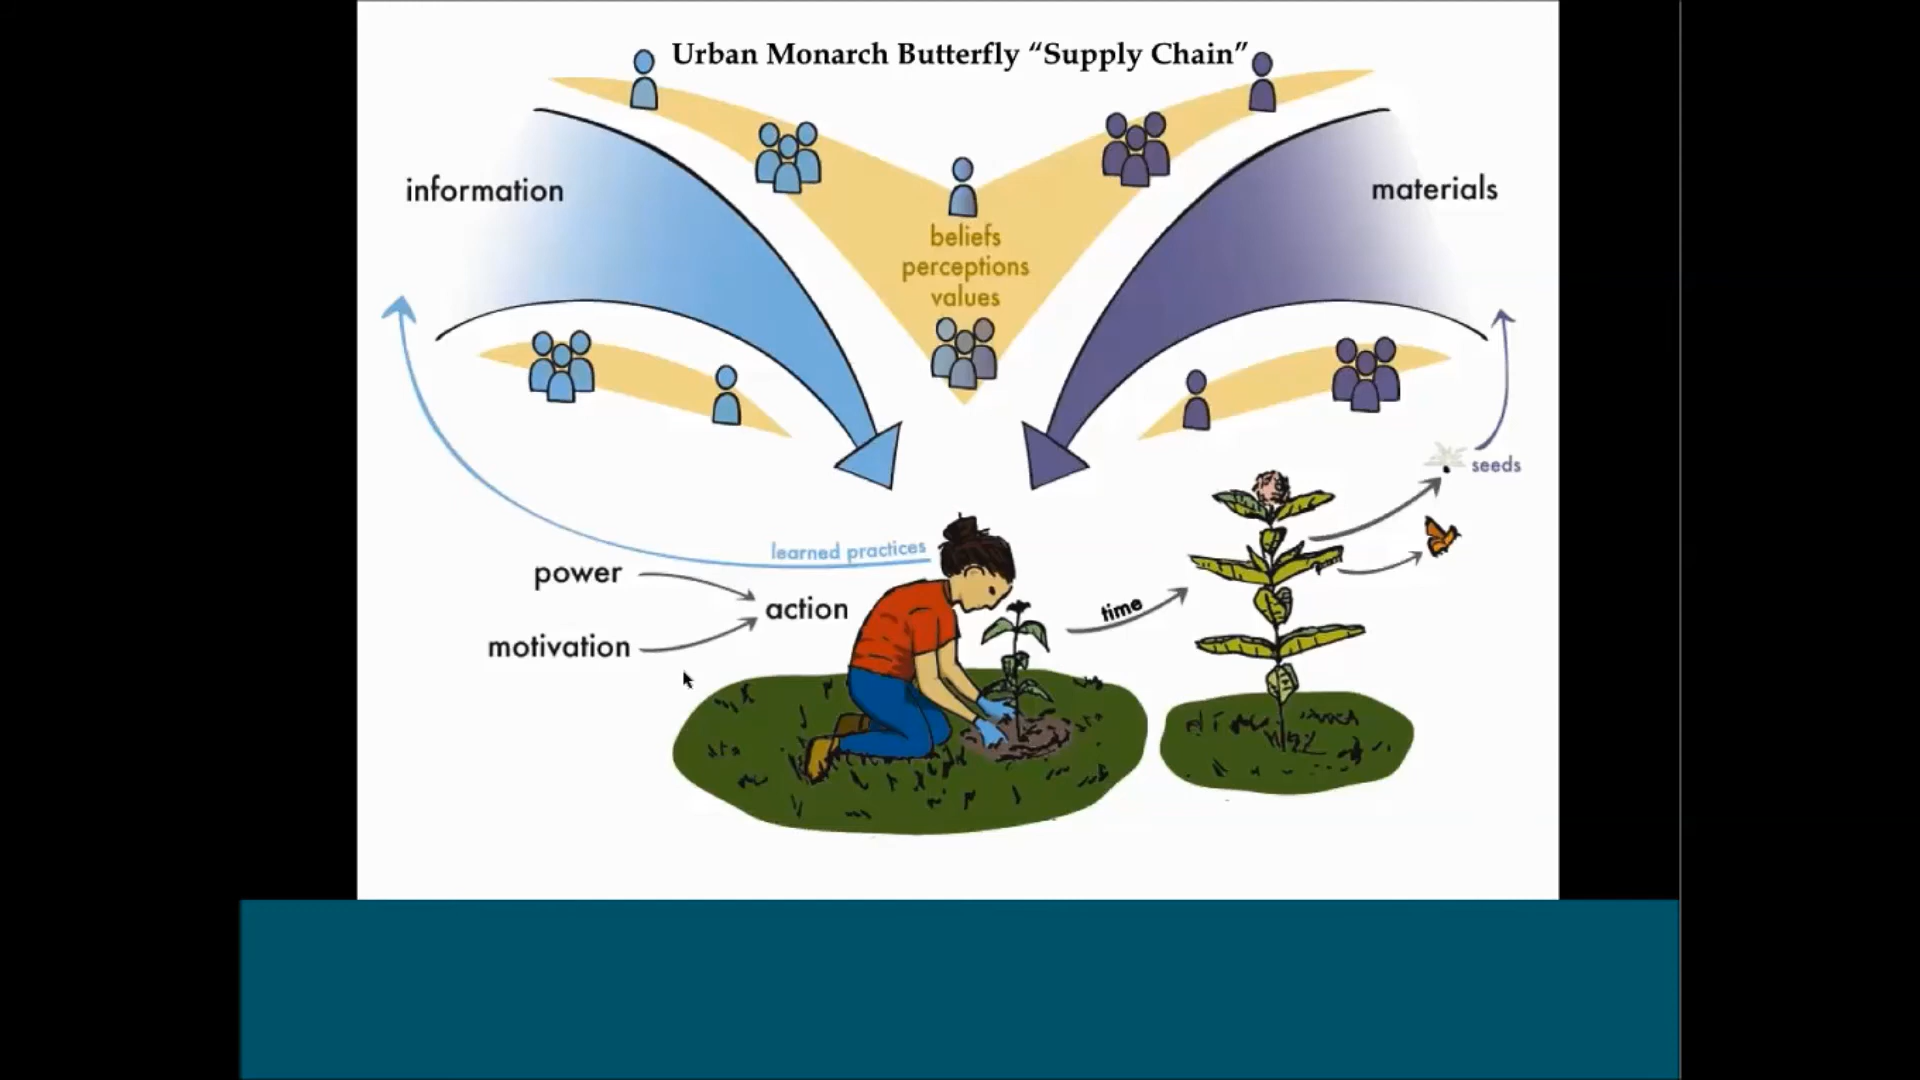 Urban Monarch Butterfly “Supply Chain”
information
materials
beliefs
perceptions
values
seeds
learned practices
power
action
motivation
time